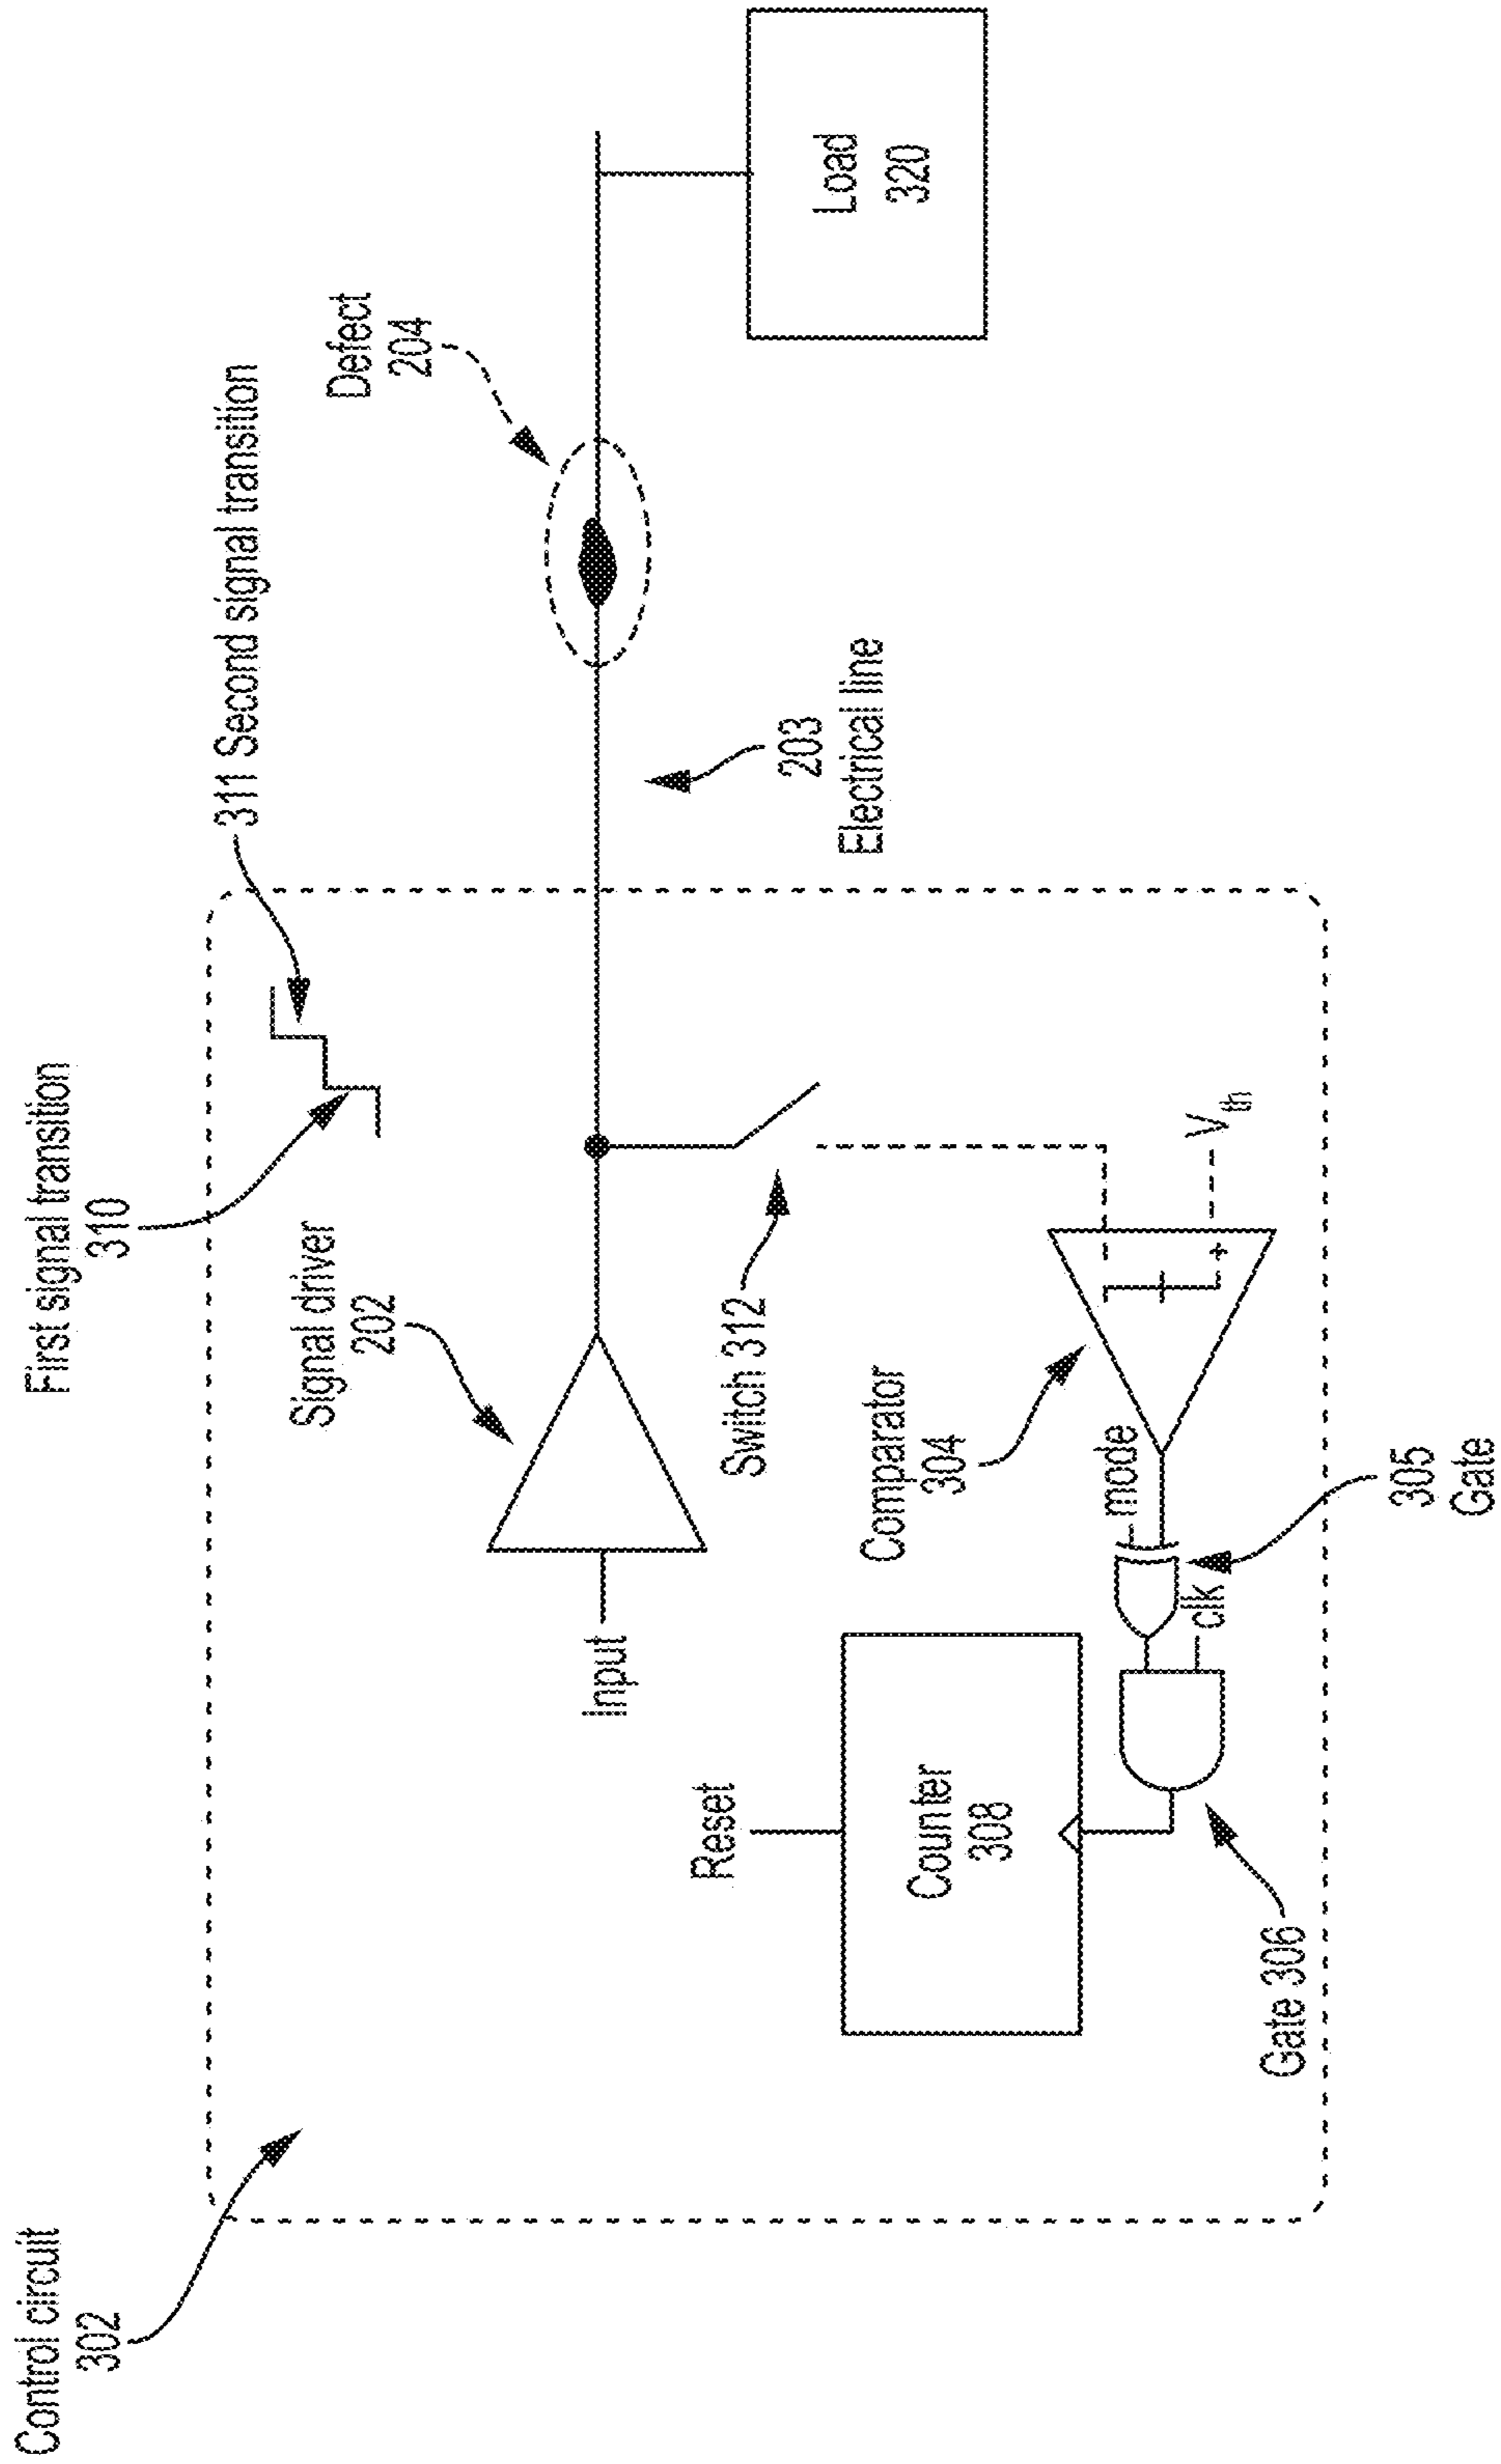 Control circuit
302
First signal transition
310
311 Second signal transition
Signal driver
202
Defect
204
Input
203
Electrical line
Reset
Switch 312
Load
320
Counter
308
Comparator
304
mode
Vth
+
clk
Gate 306
305
Gate